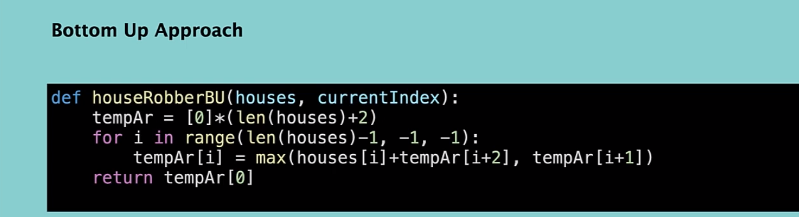 Bottom Up Approach
def houseRobberBU(houses, currentIndex):
    tempAr = [0]*(len(houses)+2)
    for i in range(len(houses)-1, -1, -1):
        tempAr[i] = max(houses[i]+tempAr[i+2], tempAr[i+1])
    return tempAr[0]